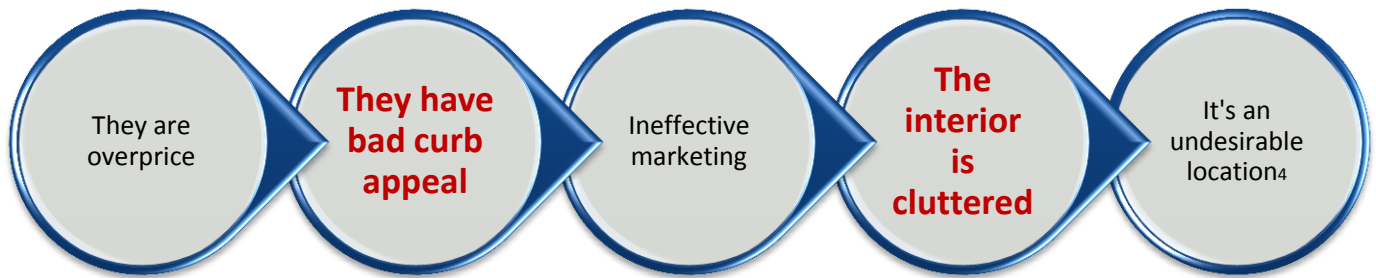 They are
overprice
They have
bad curb
appeal
Ineffective
marketing
The
interior
is
cluttered
It's an
undesirable
location4